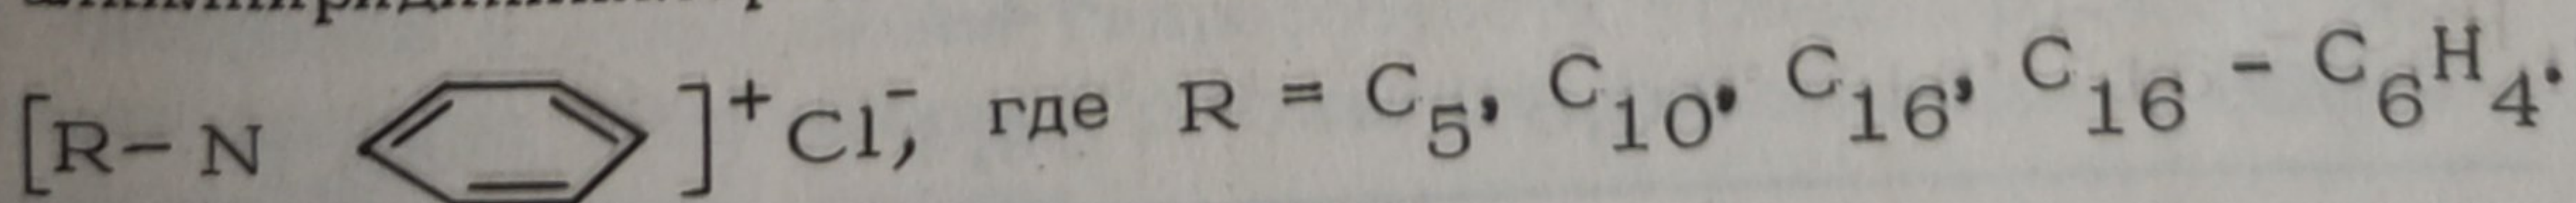 [R-N ]⁺Cl⁻, где R = C₅, C₁₀, C₁₆, C₁₆ - C₆H₄.